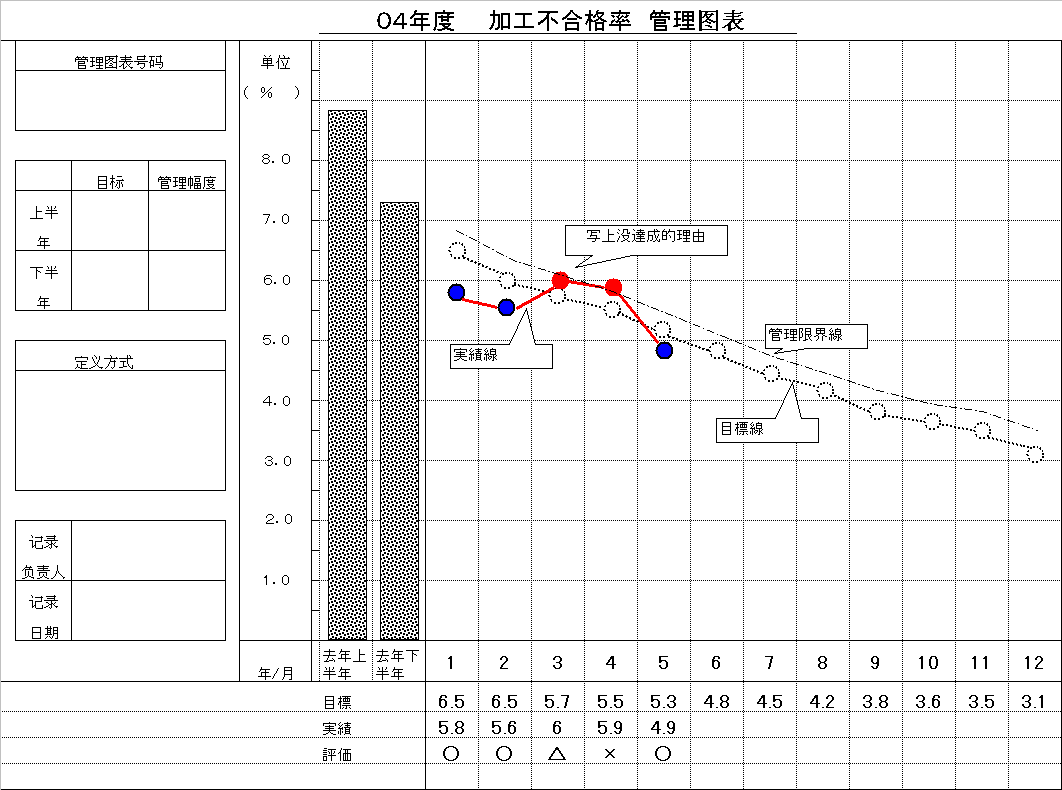 04年度　加工不合格率 管理图表
管理图表号码
目标 管理幅度
上半
年
下半
年
定义方式
记录
负责人
记录
日期
单位
（ ％ ）
8.0
7.0
6.0
5.0
4.0
3.0
2.0
1.0
写上没達成的理由
実績線
管理限界線
目標線
年/月
去年上
半年
去年下
半年
1 2 3 4 5 6 7 8 9 10 11 12
目標 6.5 6.5 5.7 5.5 5.3 4.8 4.5 4.2 3.8 3.6 3.5 3.1
実績 5.8 5.6 6 5.9 4.9
評価 ○ ○ △ × ○